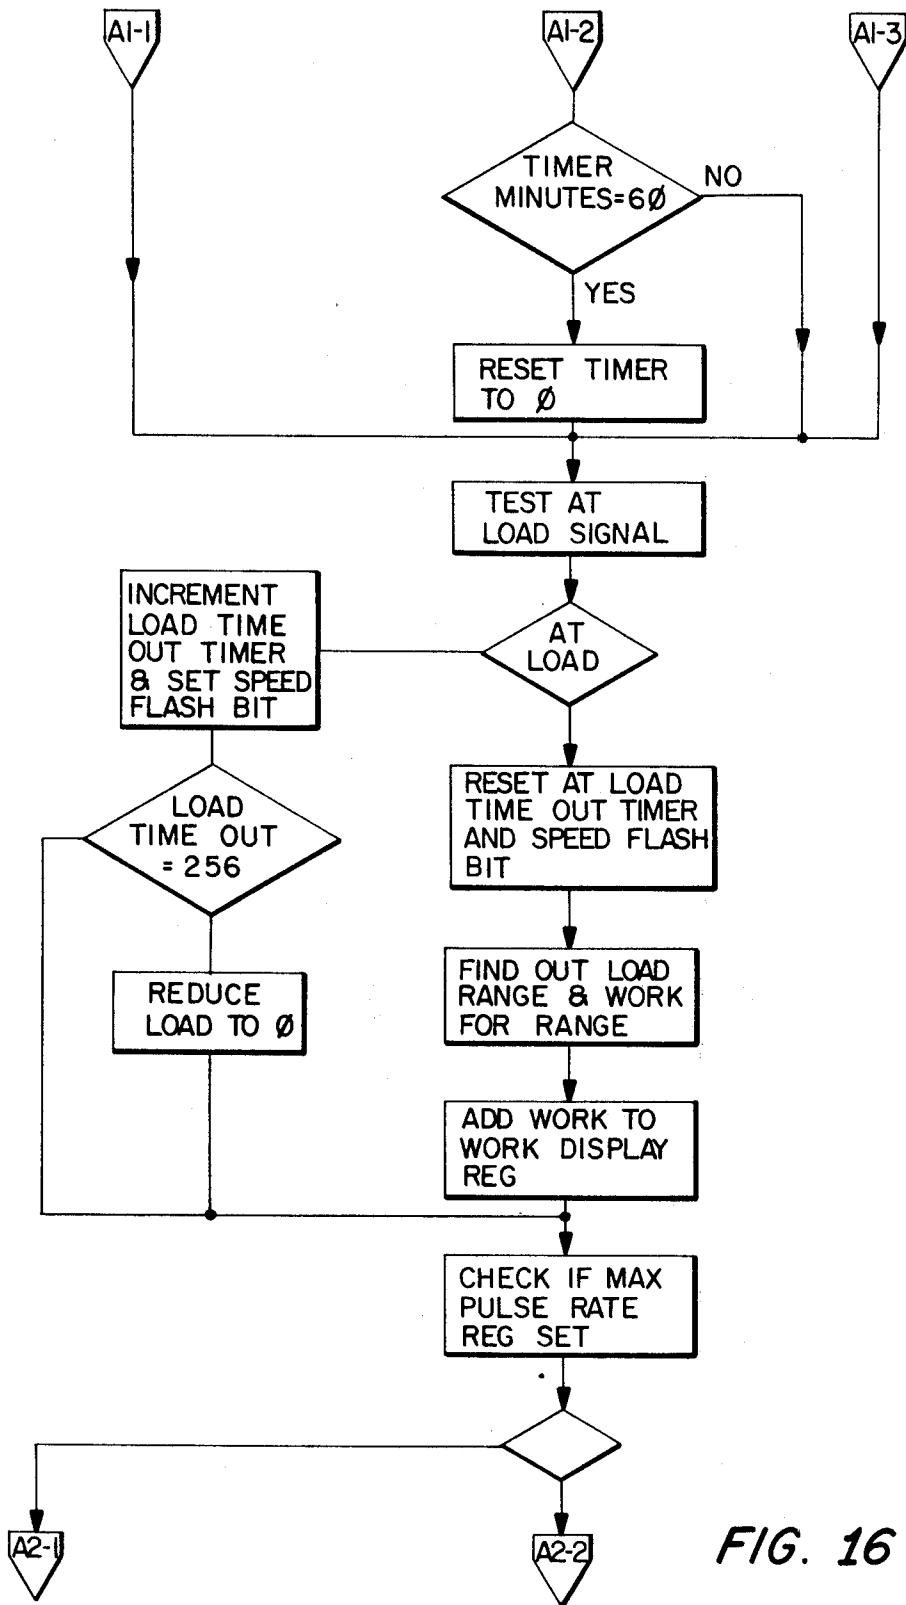 A1-1
A1-2
A1-3
TIMER
MINUTES=6Ø
NO
YES
RESET TIMER
TO Ø
TEST AT
LOAD SIGNAL
AT
LOAD
INCREMENT
LOAD TIME
OUT TIMER
& SET SPEED
FLASH BIT
LOAD
TIME OUT
=256
REDUCE
LOAD TO Ø
RESET AT LOAD
TIME OUT TIMER
AND SPEED FLASH
BIT
FIND OUT LOAD
RANGE & WORK
FOR RANGE
ADD WORK TO
WORK DISPLAY
REG
CHECK IF MAX
PULSE RATE
REG SET
A2-1
A2-2
FIG. 16